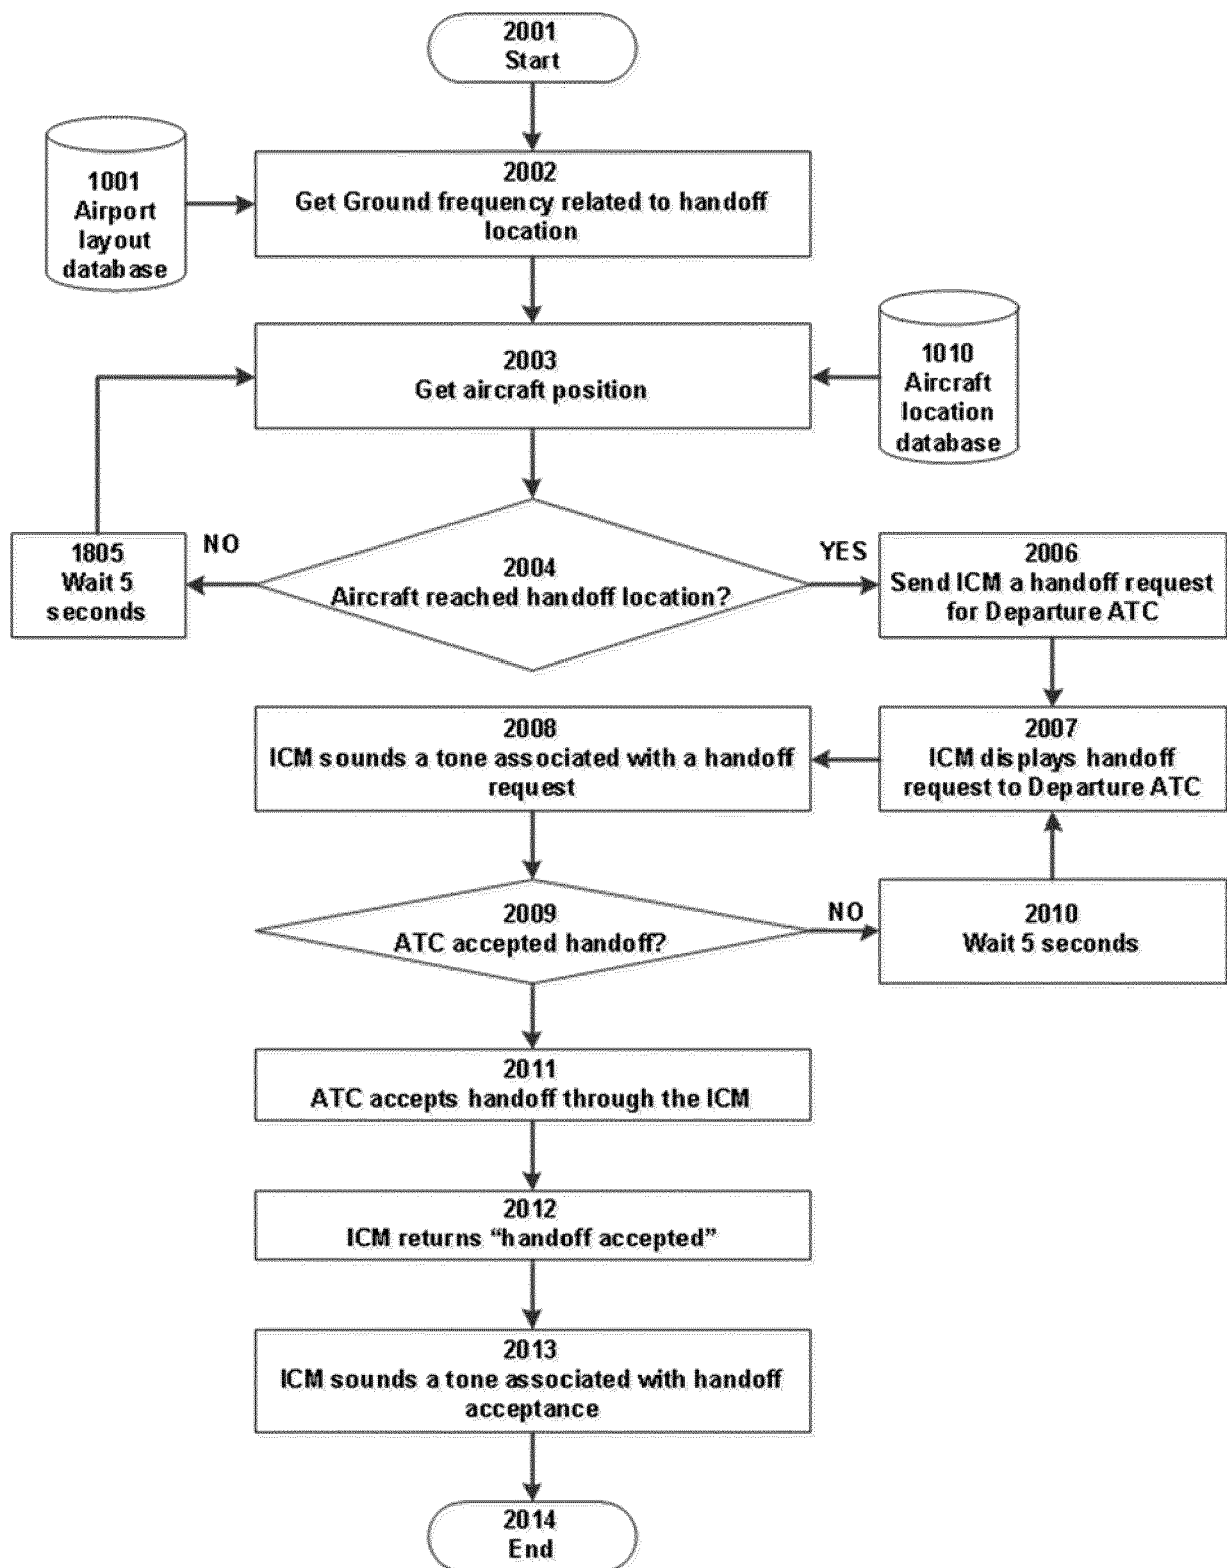 2001
Start
1001
Airport
layout
database
2002
Get Ground frequency related to handoff
location
2003
Get aircraft position
1010
Aircraft
location
database
1805
Wait 5
seconds
NO
2004
Aircraft reached handoff location?
YES
2006
Send ICM a handoff request
for Departure ATC
2008
ICM sounds a tone associated with a handoff
request
2007
ICM displays handoff
request to Departure ATC
2009
ATC accepted handoff?
NO
2010
Wait 5 seconds
2011
ATC accepts handoff through the ICM
2012
ICM returns “handoff accepted”
2013
ICM sounds a tone associated with handoff
acceptance
2014
End